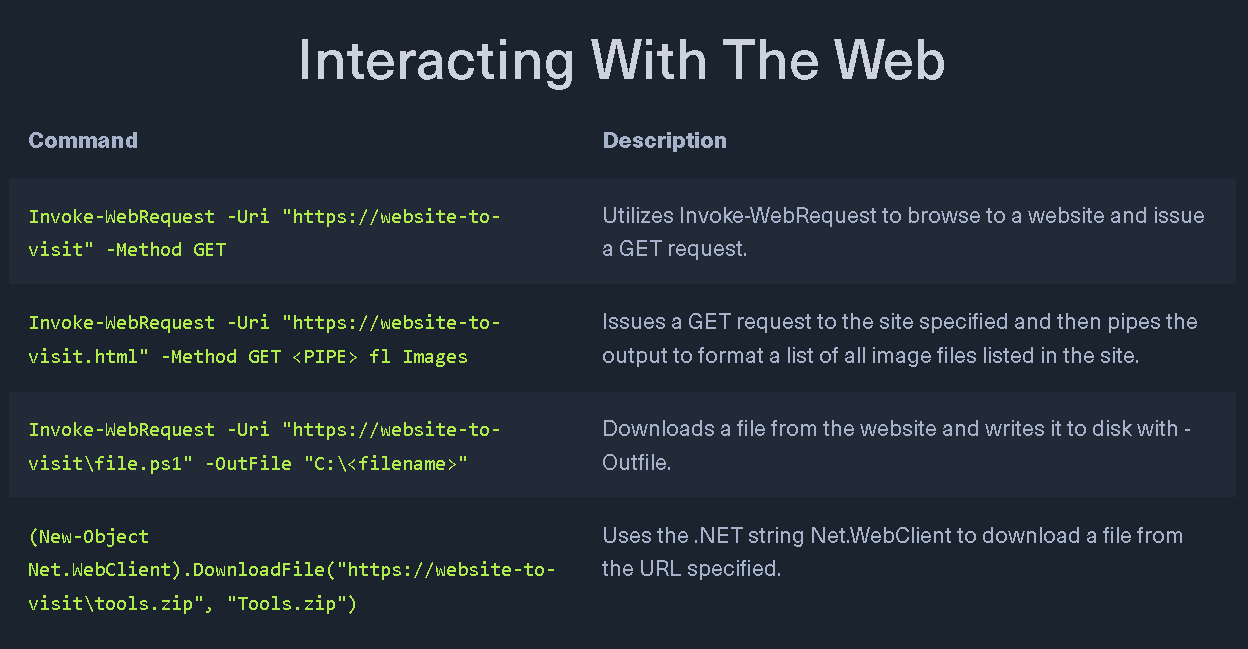 Interacting With The Web
Command
Description
Invoke-WebRequest -Uri "https://website-to-
visit" -Method GET
Utilizes Invoke-WebRequest to browse to a website and issue
a GET request.
Invoke-WebRequest -Uri "https://website-to-
visit.html" -Method GET <PIPE> fl Images
Issues a GET request to the site specified and then pipes the
output to format a list of all image files listed in the site.
Invoke-WebRequest -Uri "https://website-to-
visit\file.ps1" -OutFile "C:\<filename>"
Downloads a file from the website and writes it to disk with -
Outfile.
(New-Object
Net.WebClient).DownloadFile("https://website-to-
visit\tools.zip", "Tools.zip")
Uses the .NET string Net.WebClient to download a file from
the URL specified.